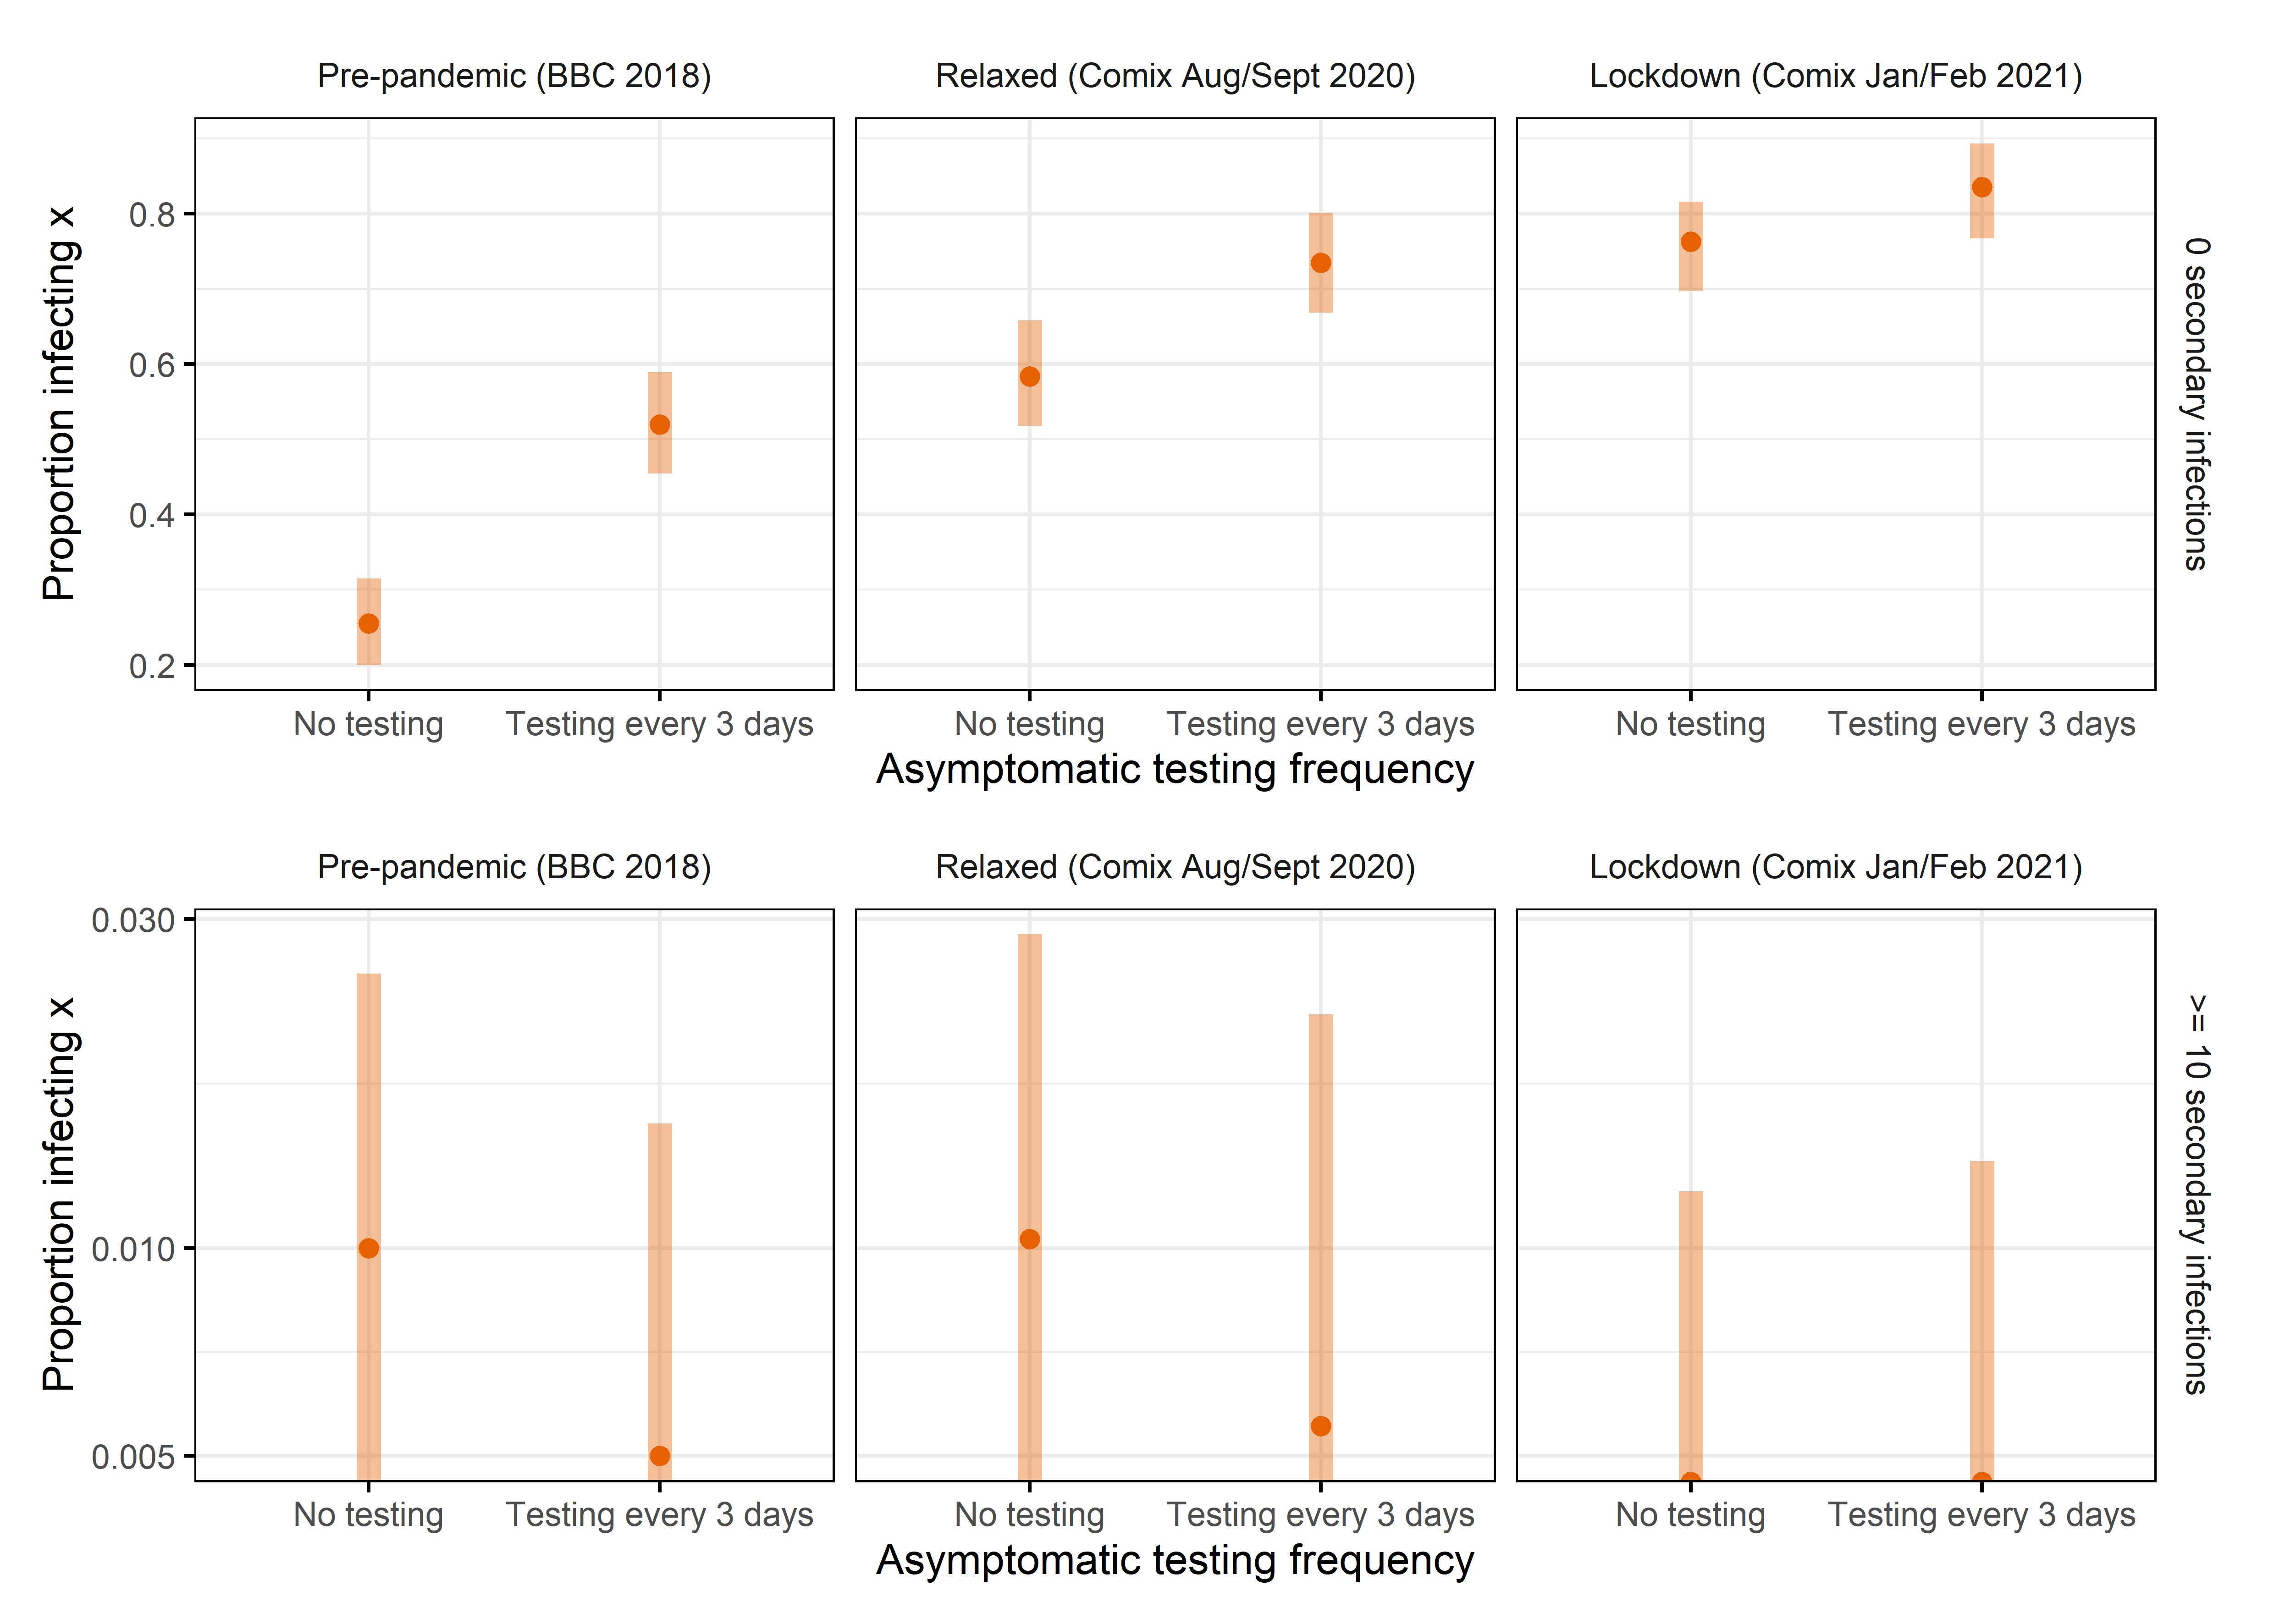 Pre-pandemic (BBC 2018) Relaxed (Comix Aug/Sept 2020) Lockdown (Comix Jan/Feb 2021)
Proportion infecting x
0.8
0.6
0.4
0.2
0 secondary infections
No testing Testing every 3 days No testing Testing every 3 days No testing Testing every 3 days
Asymptomatic testing frequency
Pre-pandemic (BBC 2018) Relaxed (Comix Aug/Sept 2020) Lockdown (Comix Jan/Feb 2021)
Proportion infecting x
0.030
0.010
0.005
>= 10 secondary infections
No testing Testing every 3 days No testing Testing every 3 days No testing Testing every 3 days
Asymptomatic testing frequency